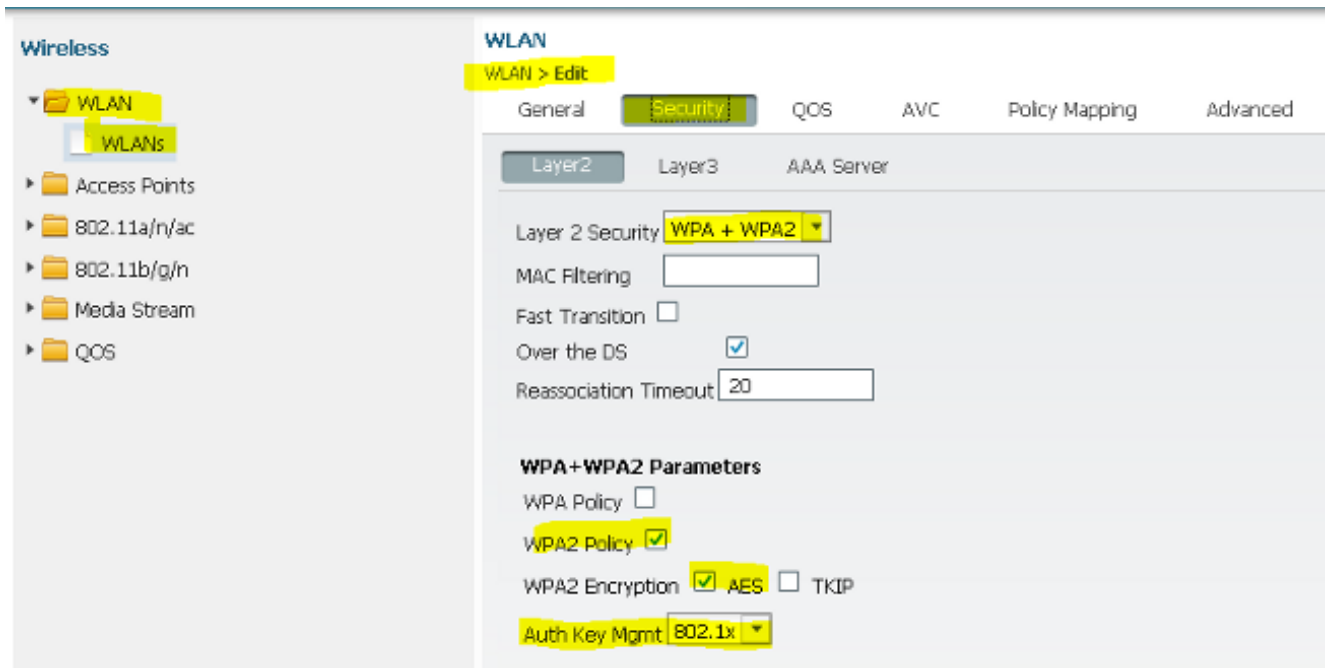 Wireless
WLAN
WLANs
Access Points
802.11a/n/ac
802.11b/g/n
Media Stream
QOS
WLAN
WLAN > Edit
General Security QOS AVC Policy Mapping Advanced
Layer2 Layer3 AAA Server
Layer 2 Security WPA + WPA2
MAC Filtering
Fast Transition
Over the DS
Reassociation Timeout 20
WPA+WPA2 Parameters
WPA Policy
WPA2 Policy
WPA2 Encryption AES TKIP
Auth Key Mgmt 802.1x